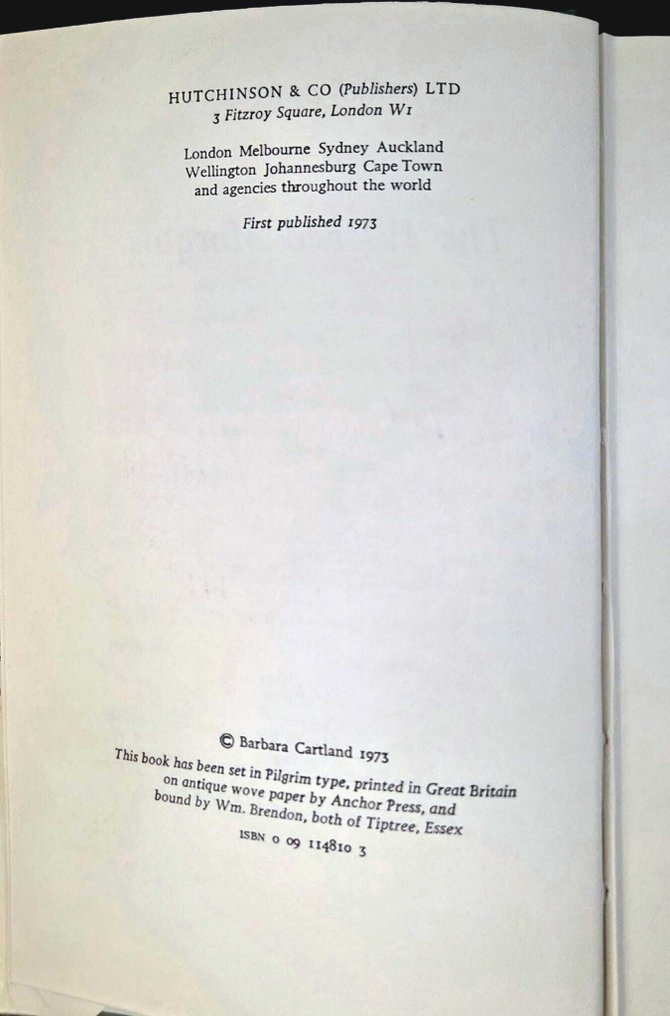 HUTCHINSON & CO (Publishers) LTD
3 Fitzroy Square, London W1
London Melbourne Sydney Auckland
Wellington Johannesburg Cape Town
and agencies throughout the world
First published 1973
© Barbara Cartland 1973
This book has been set in Pilgrim type, printed in Great Britain
on antique wove paper by Anchor Press, and
bound by Wm. Brendon, both of Tiptree, Essex
ISBN 0 09 114810 3